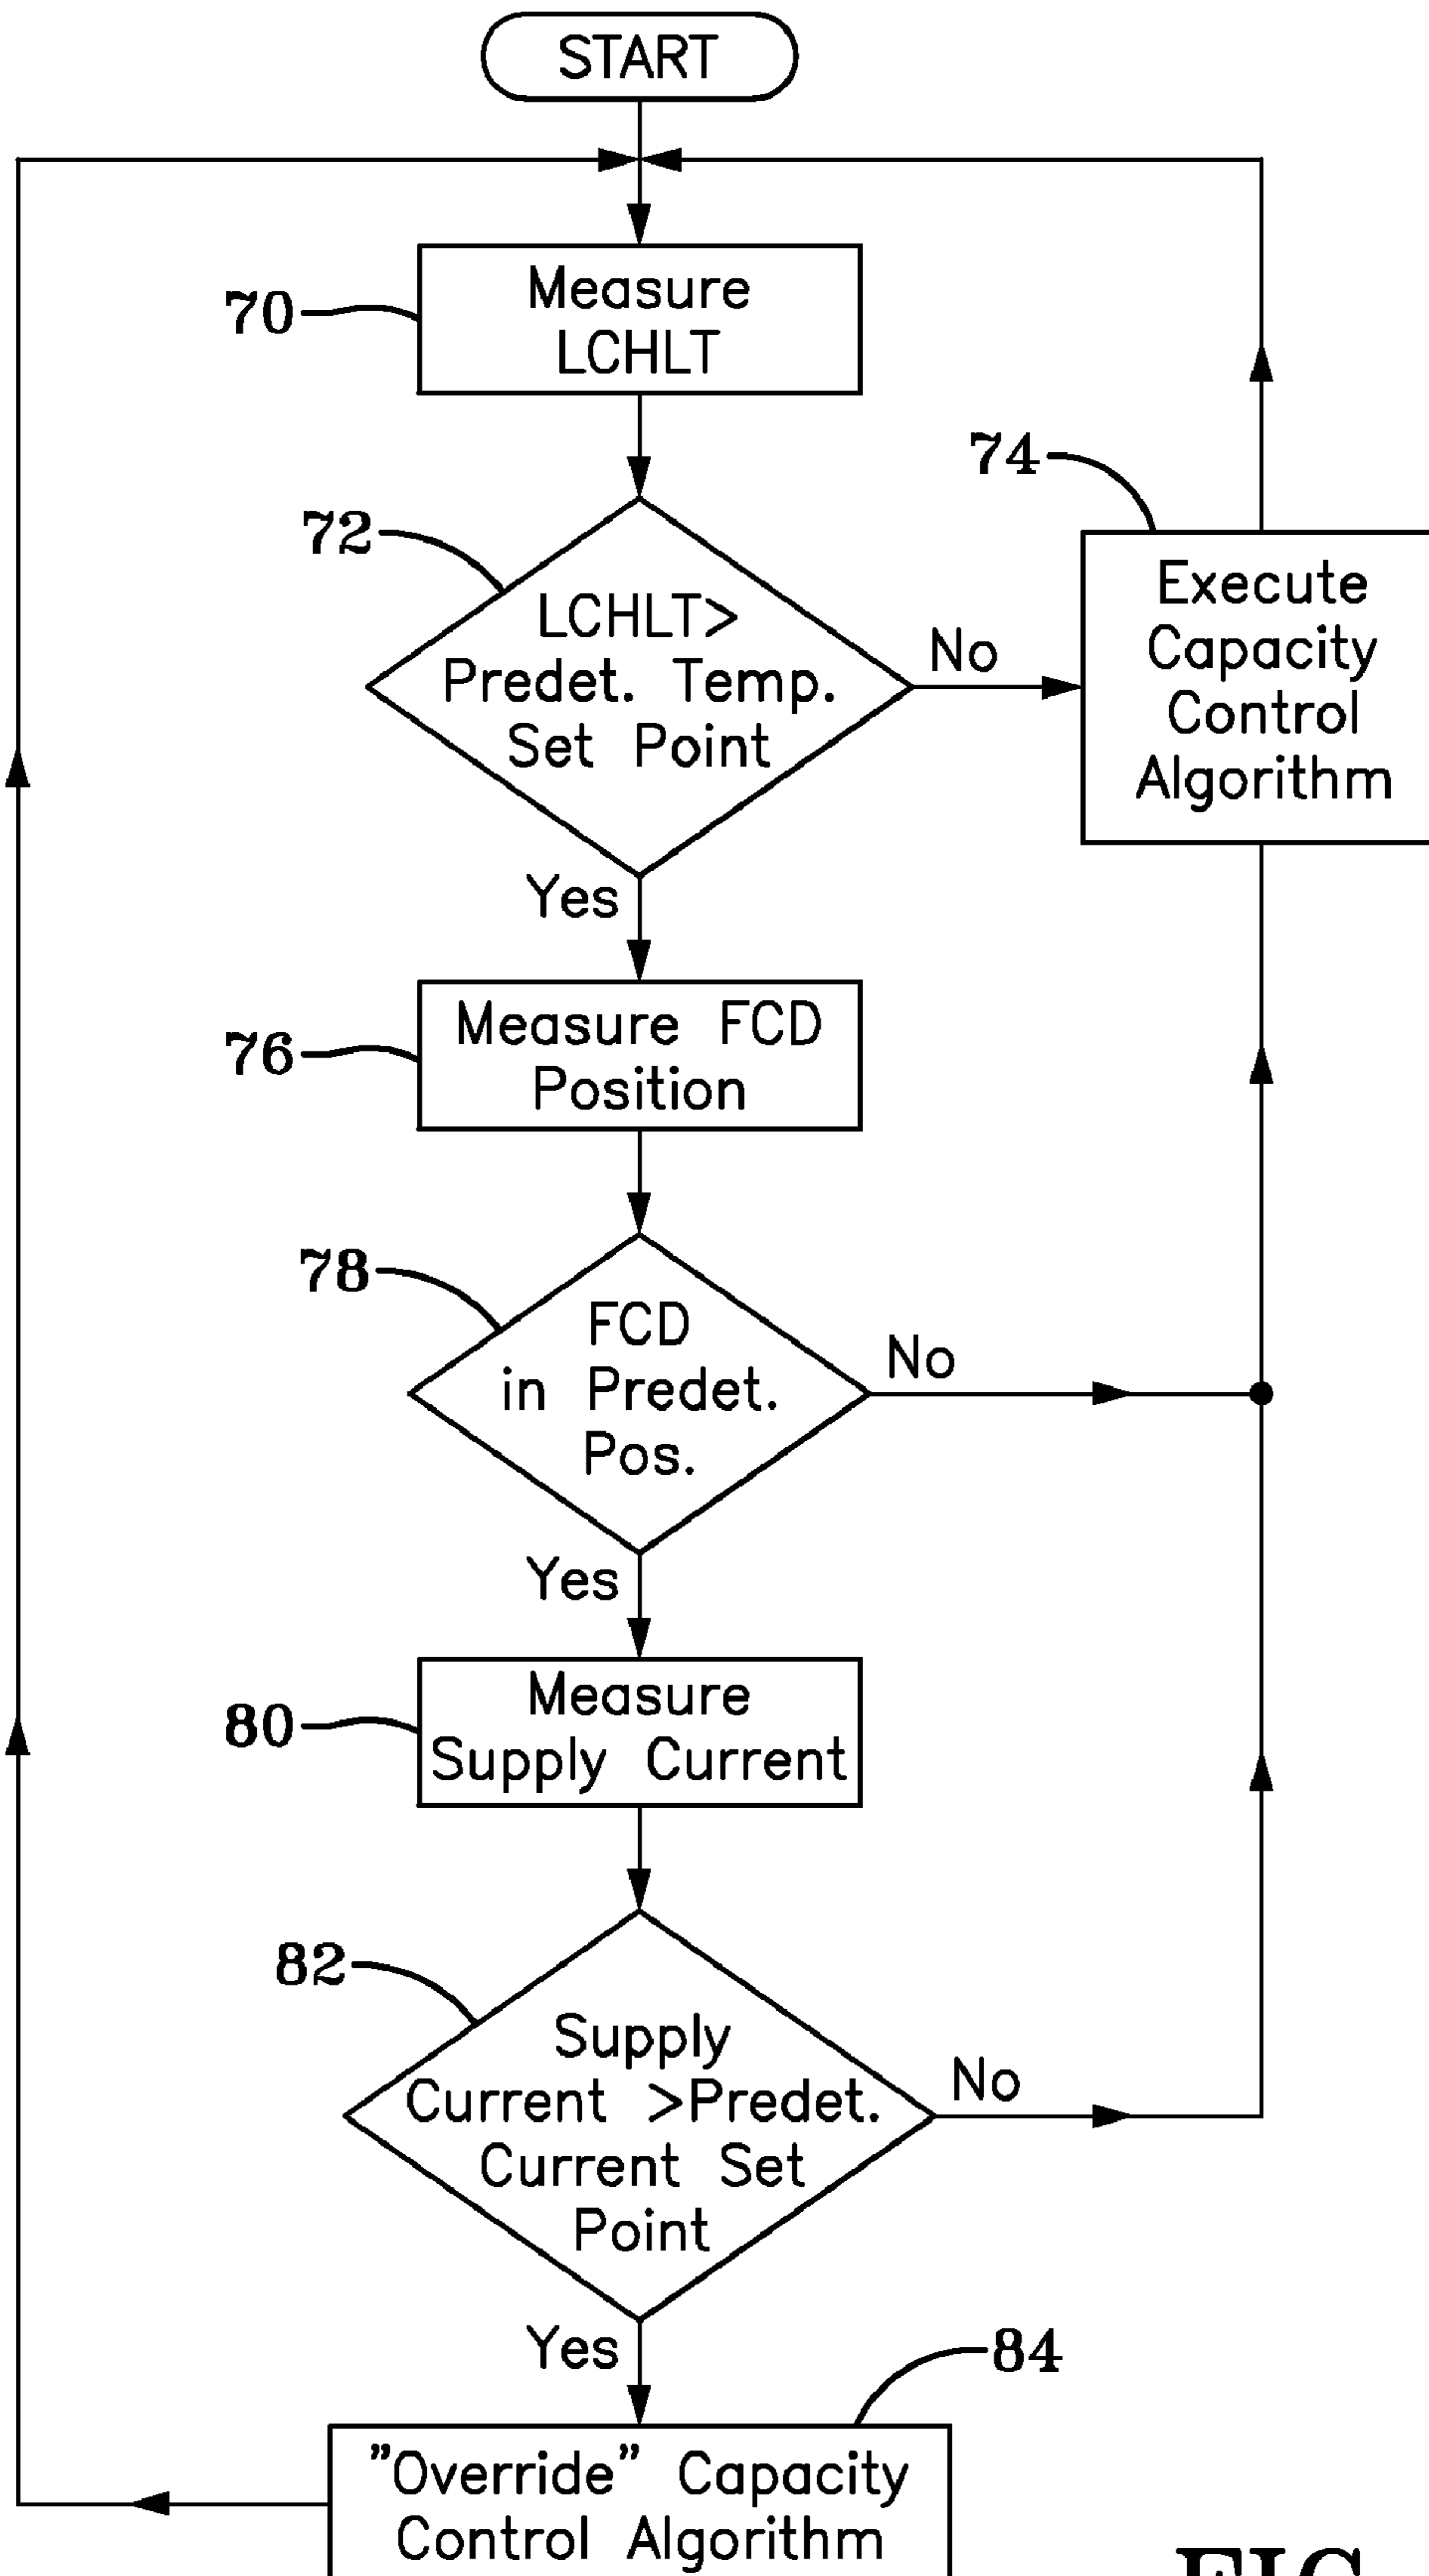 START
70
Measure
LCHLT
74
72
LCHLT>
Predet. Temp.
Set Point
No
Execute
Capacity
Control
Algorithm
Yes
76
Measure FCD
Position
78
FCD
in Predet.
Pos.
No
Yes
80
Measure
Supply Current
82
Supply
Current >Predet.
Current Set
Point
No
Yes
84
"Override" Capacity
Control Algorithm
FIG